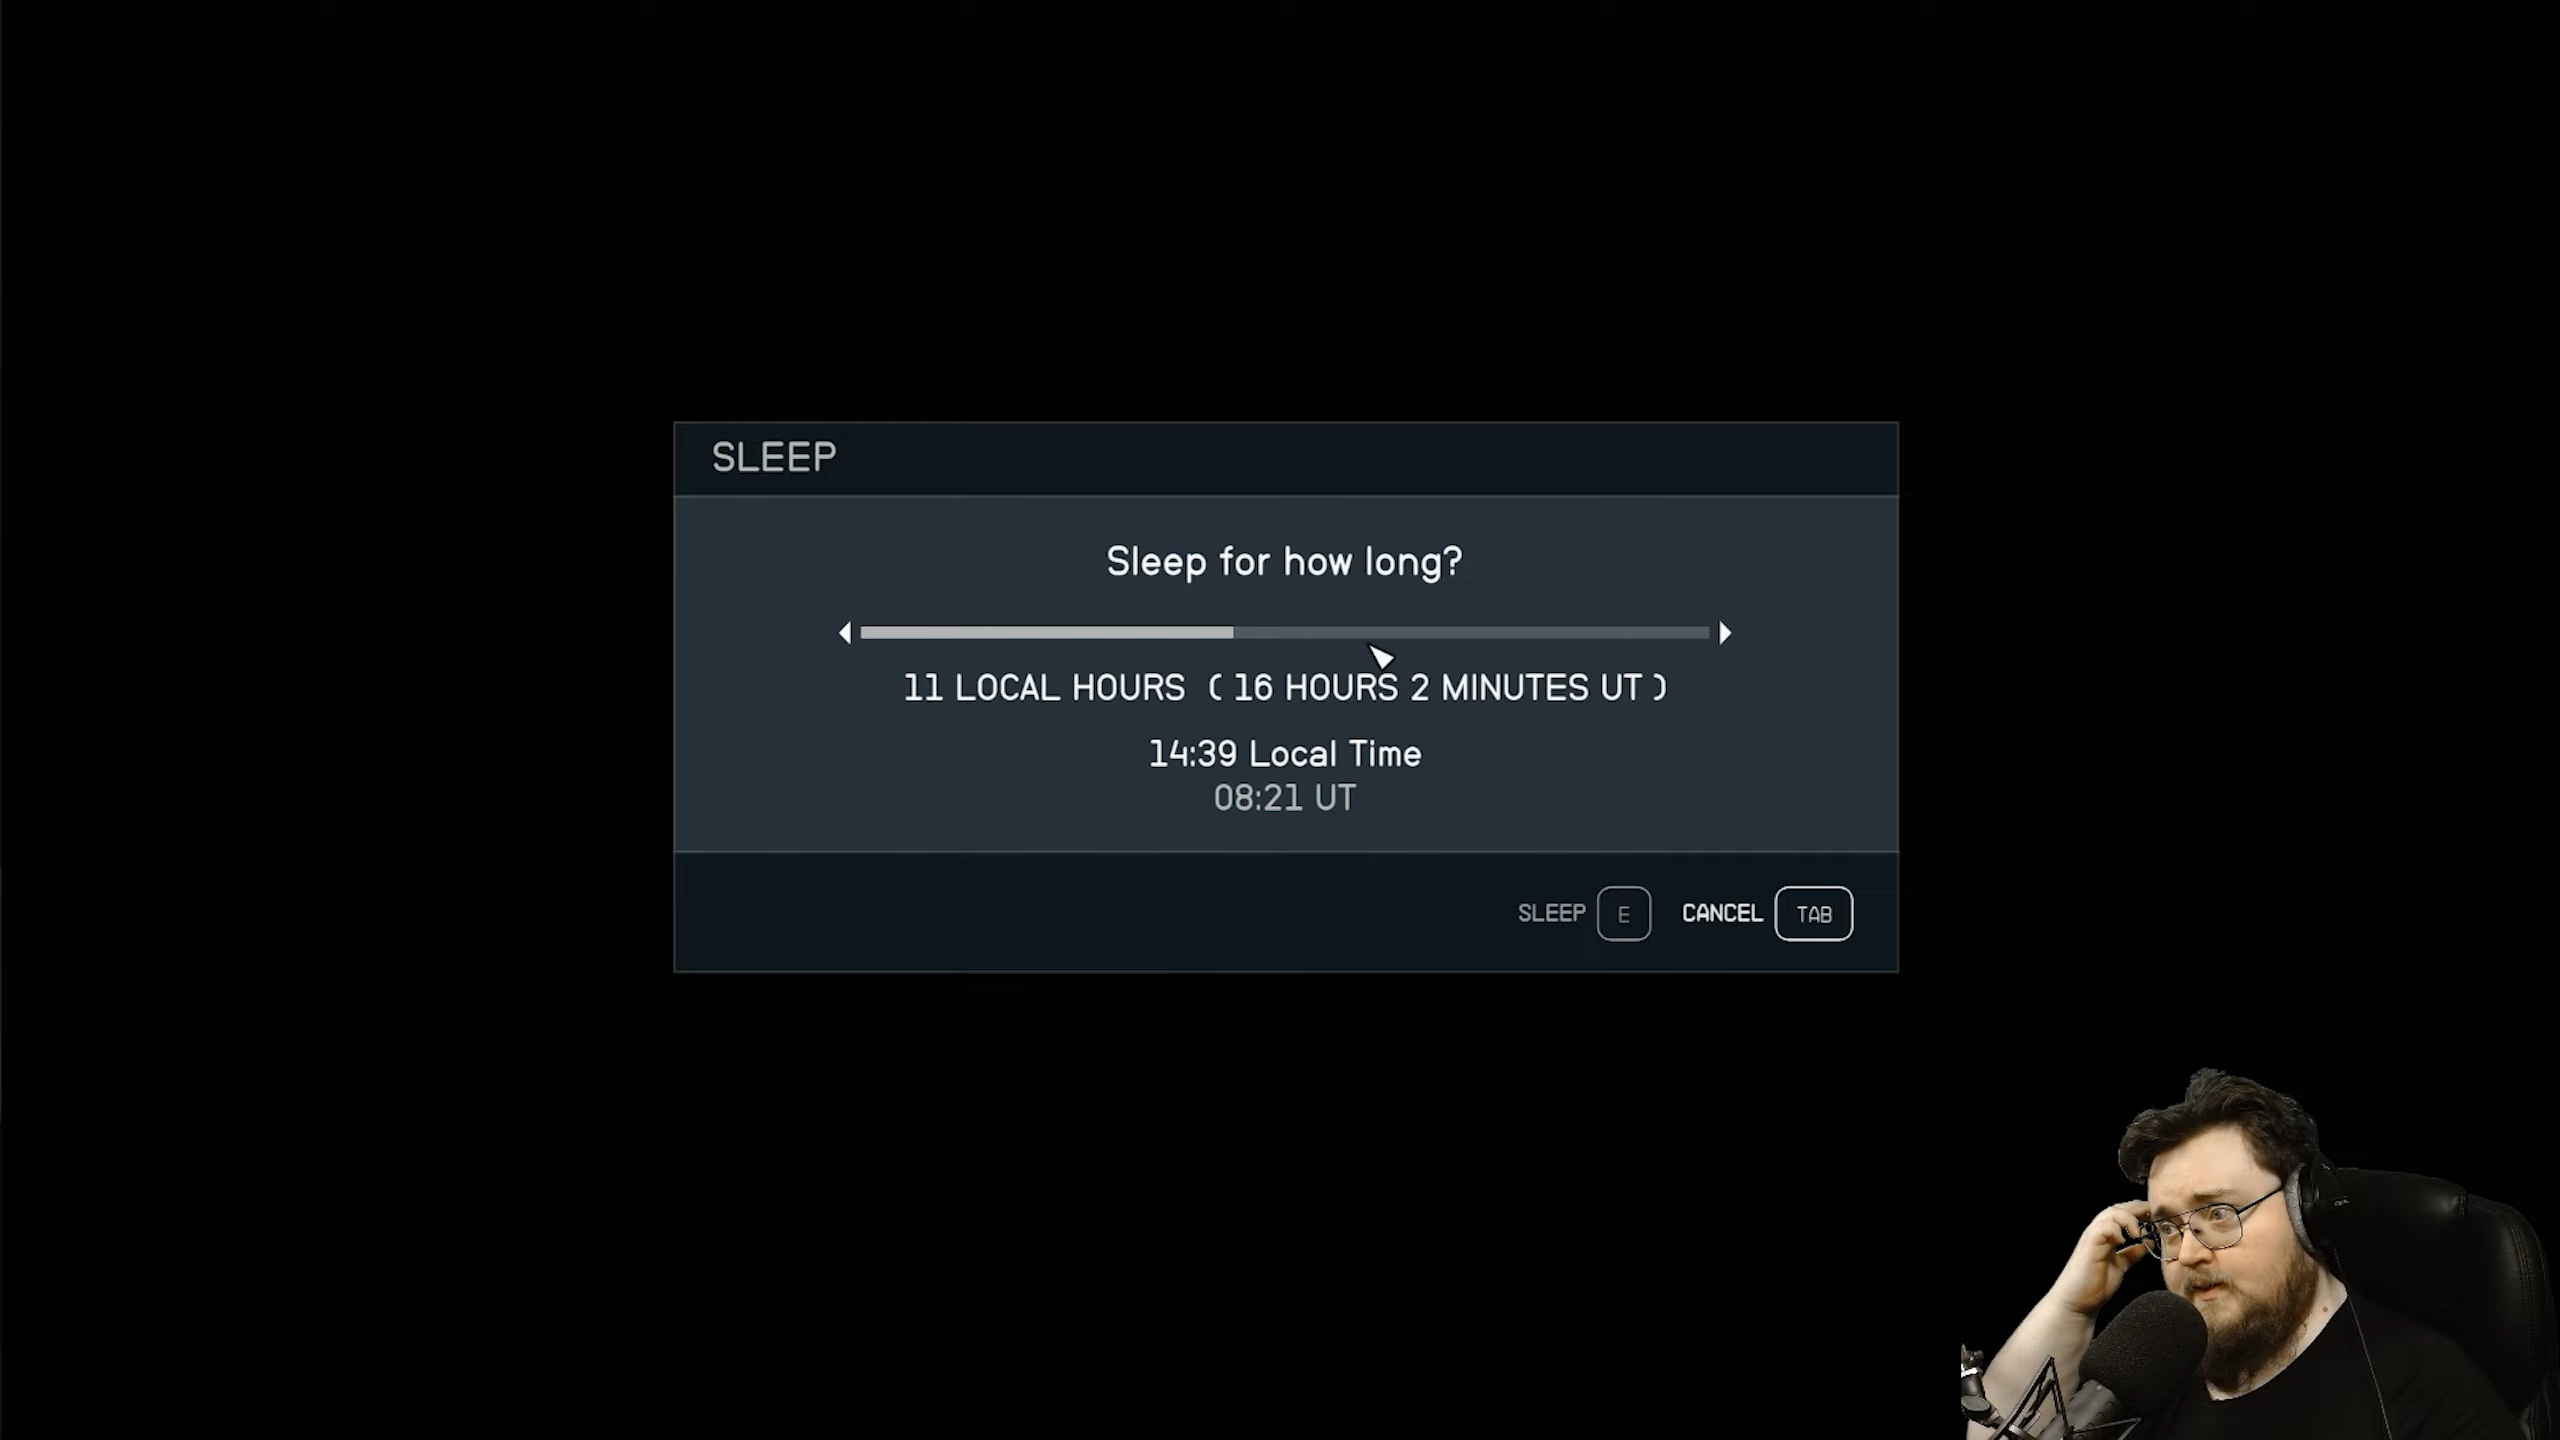 SLEEP
Sleep for how long?
11 LOCAL HOURS ( 16 HOURS 2 MINUTES UT )
14:39 Local Time
08:21 UT
SLEEP E CANCEL TAB